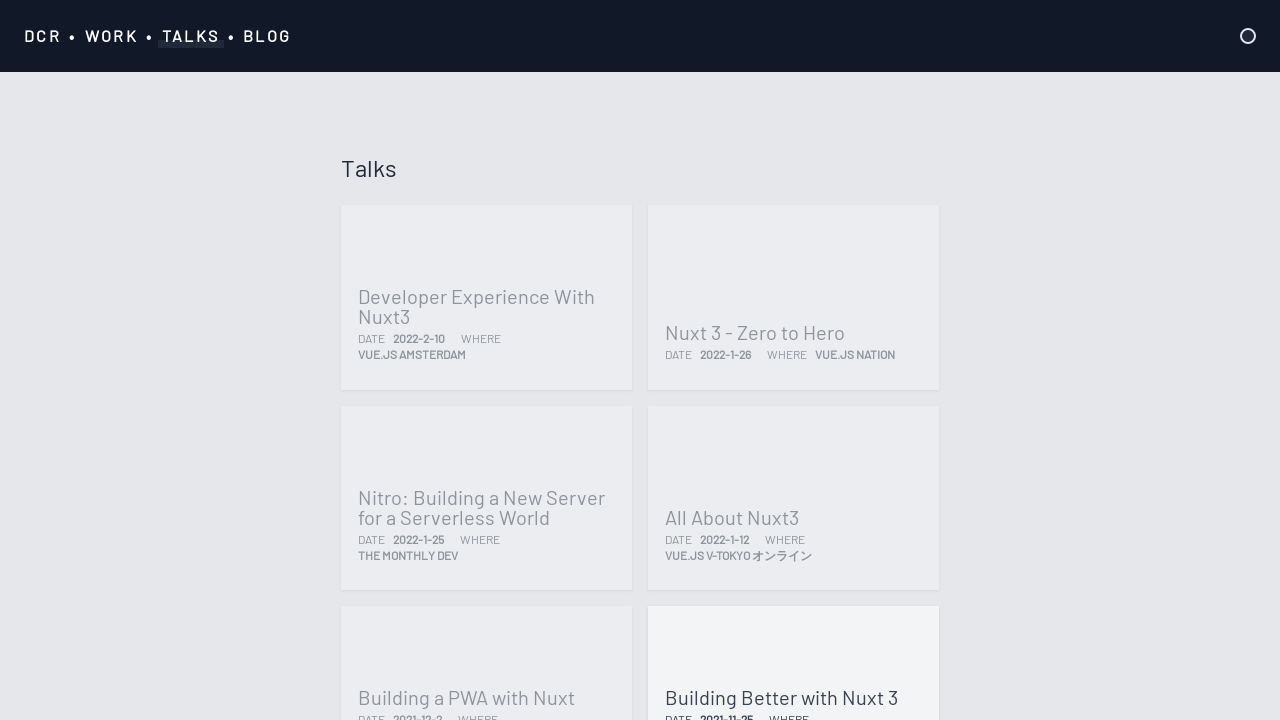 DCR • WORK • TALKS • BLOG
Talks
Developer Experience With
Nuxt3
DATE 2022-2-10 WHERE
VUE.JS AMSTERDAM
Nuxt 3 - Zero to Hero
DATE 2022-1-26 WHERE VUE.JS NATION
Nitro: Building a New Server
for a Serverless World
DATE 2022-1-25 WHERE
THE MONTHLY DEV
All About Nuxt3
DATE 2022-1-12 WHERE
VUE.JS V-TOKYO オンライン
Building a PWA with Nuxt
DATE 2021-12-2 WHERE
Building Better with Nuxt 3
DATE 2021-11-25 WHERE